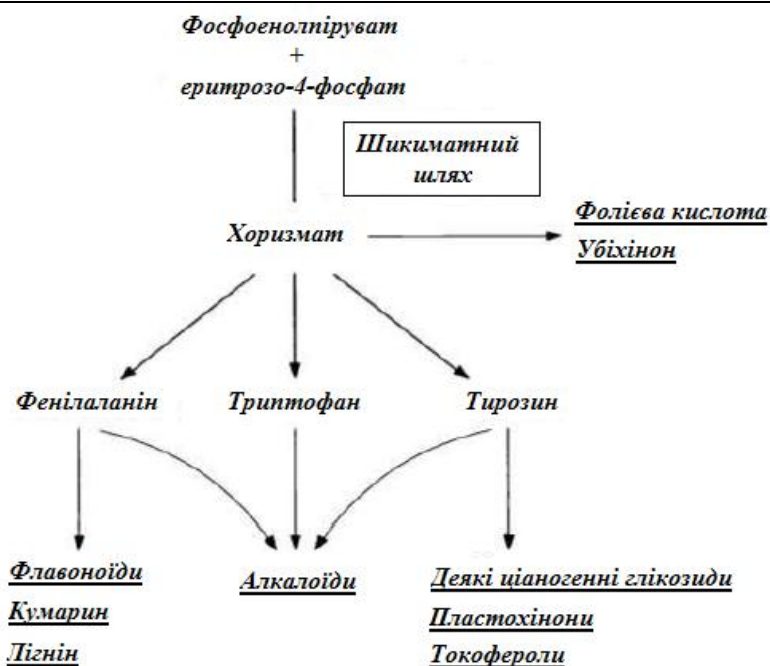 Фосфоенолпіруват
+
еритрозо-4-фосфат
Шикиматний
шлях
Хоризмат
Фолієва кислота
Убіхінон
Фенілаланін
Триптофан
Тирозин
Флавоноїди
Кумарин
Лігнін
Алкалоїди
Деякі ціаногенні глікозиди
Пластохінони
Токофероли